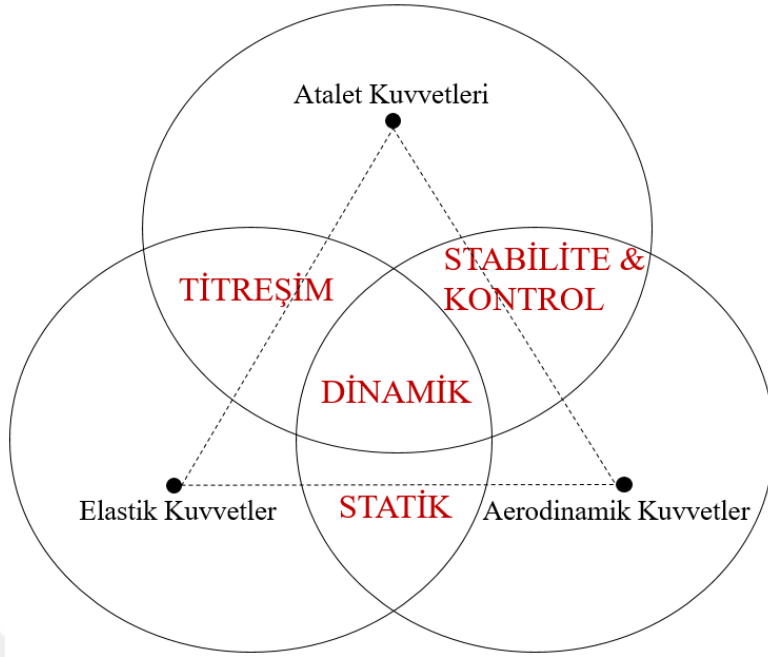 Atalet Kuvvetleri
STABİLİTE &
KONTROL
TİTREŞİM
DİNAMİK
Elastik Kuvvetler
STATİK
Aerodinamik Kuvvetler